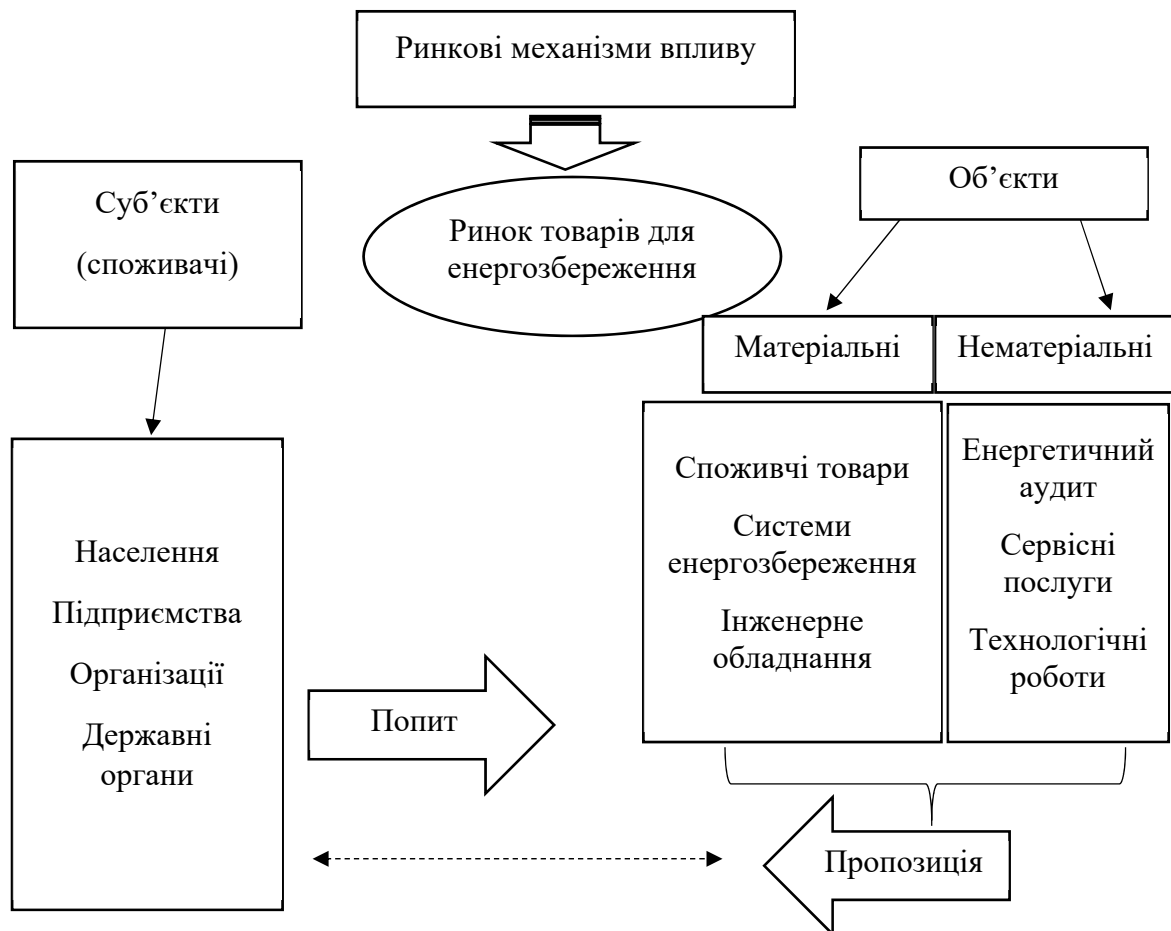 Ринкові механізми впливу
Суб’єкти
(споживачі)
Ринок товарів для
енергозбереження
Об’єкти
Матеріальні
Нематеріальні
Населення
Підприємства
Організації
Державні
органи
Попит
Споживчі товари
Системи
енергозбереження
Інженерне
обладнання
Енергетичний
аудит
Сервісні
послуги
Технологічні
роботи
Пропозиція